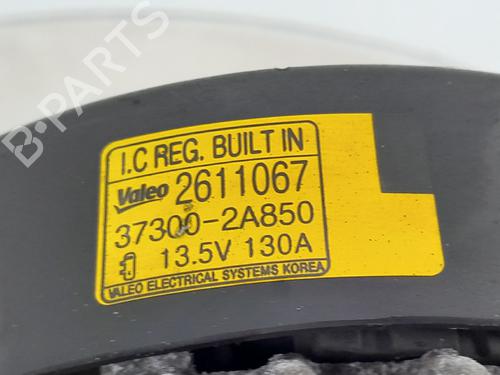 B-PARTS
I.C REG. BUILT IN
Valeo 2611067
37300-2A850
13.5V 130A
VALEO ELECTRICAL SYSTEMS KOREA